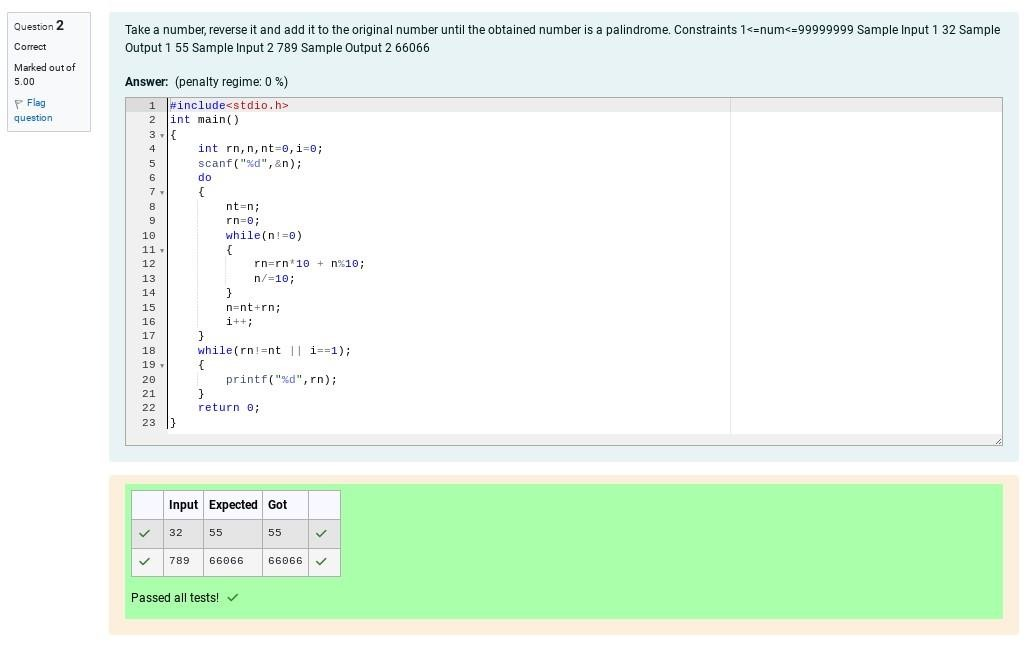 Question 2
Correct
Marked out of
5.00
Flag
question
Take a number, reverse it and add it to the original number until the obtained number is a palindrome. Constraints 1<=num<=99999999 Sample Input 1 32 Sample
Output 1 55 Sample Input 2 789 Sample Output 2 66066
Answer: (penalty regime: 0 %)
1 #include<stdio.h>
2 int main()
3 {
4     int rn,n,nt=0,i=0;
5     scanf("%d",&n);
6     do
7     {
8         nt=n;
9         rn=0;
10         while(n!=0)
11         {
12             rn=rn*10 + n%10;
13             n/=10;
14         }
15         n=nt+rn;
16         i++;
17     }
18     while(rn!=nt || i==1);
19     {
20         printf("%d",rn);
21     }
22     return 0;
23 }
Input Expected Got
32 55 55
789 66066 66066
Passed all tests!